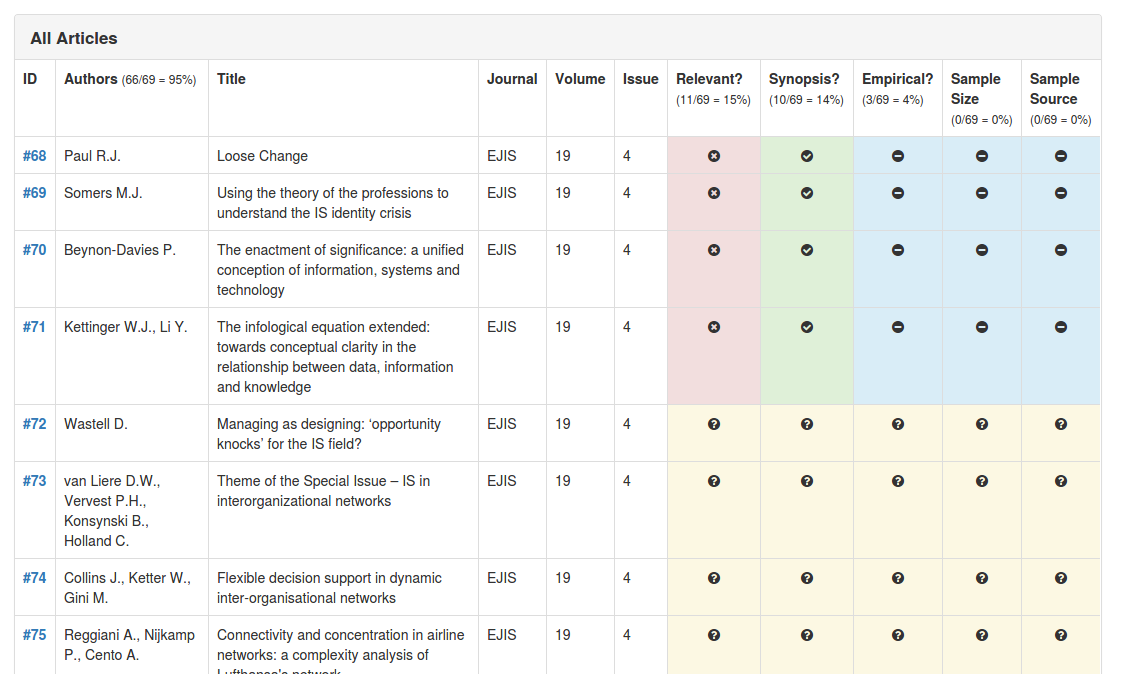 All Articles
ID Authors (66/69 = 95%) Title Journal Volume Issue Relevant? Synopsis? Empirical? Sample Sample
(11/69 = 15%) (10/69 = 14%) (3/69 = 4%) Size Source
(0/69 = 0%) (0/69 = 0%)
#68 Paul R.J. Loose Change EJIS 19 4
#69 Somers M.J. Using the theory of the professions to EJIS 19 4
understand the IS identity crisis
#70 Beynon-Davies P. The enactment of significance: a unified EJIS 19 4
conception of information, systems and
technology
#71 Kettinger W.J., Li Y. The infological equation extended: EJIS 19 4
towards conceptual clarity in the
relationship between data, information
and knowledge
#72 Wastell D. Managing as designing: ‘opportunity EJIS 19 4 ? ? ? ? ?
knocks’ for the IS field?
#73 van Liere D.W., Theme of the Special Issue – IS in EJIS 19 4 ? ? ? ? ?
Vervest P.H., interorganizational networks
Konsynski B.,
Holland C.
#74 Collins J., Ketter W., Flexible decision support in dynamic EJIS 19 4 ? ? ? ? ?
Gini M. inter-organisational networks
#75 Reggiani A., Nijkamp Connectivity and concentration in airline EJIS 19 4 ? ? ? ? ?
P., Cento A. networks: a complexity analysis of
Lufthansa's network